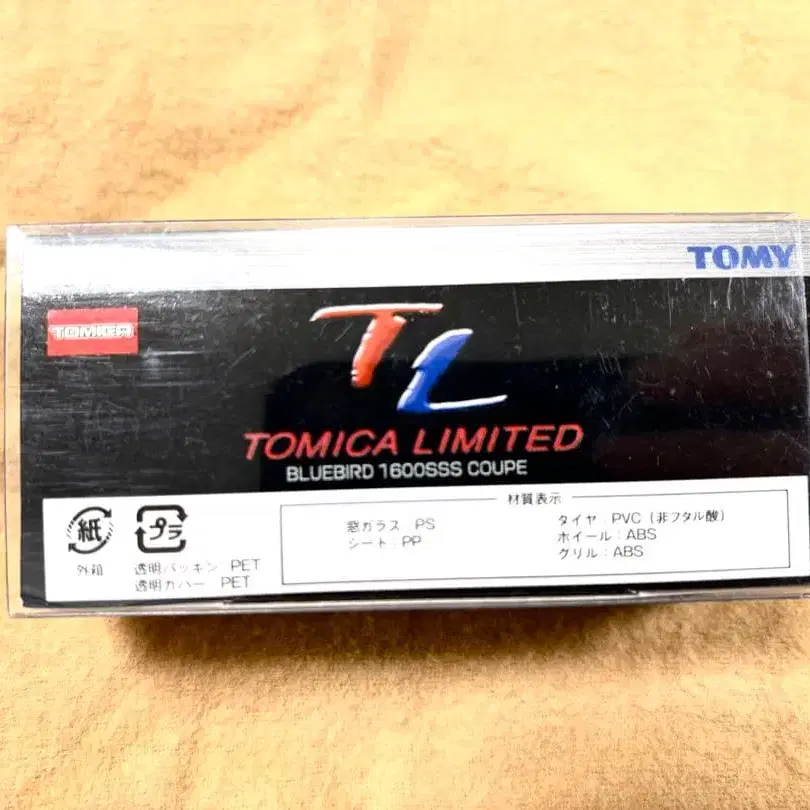 TOMY
TOMICA
TL
TOMICA LIMITED
BLUEBIRD 1600SSS COUPE
材質表示
紙
外箱
プラ
透明パッキン PET
透明カバー PET
窓ガラス:PS
シート:PP
タイヤ:PVC(非フタル酸)
ホイール:ABS
グリル:ABS